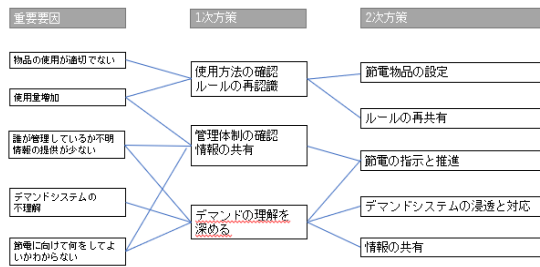 重要要因
1次方策
2次方策
物品の使用が適切でない
使用量増加
誰が管理しているか不明
情報の提供が少ない
デマンドシステムの
不理解
節電に向けて何をしてよ
いかわからない
使用方法の確認
ルールの再認識
管理体制の確認
情報の共有
デマンドの理解を
深める
節電物品の設定
ルールの再共有
節電の指示と推進
デマンドシステムの浸透と対応
情報の共有